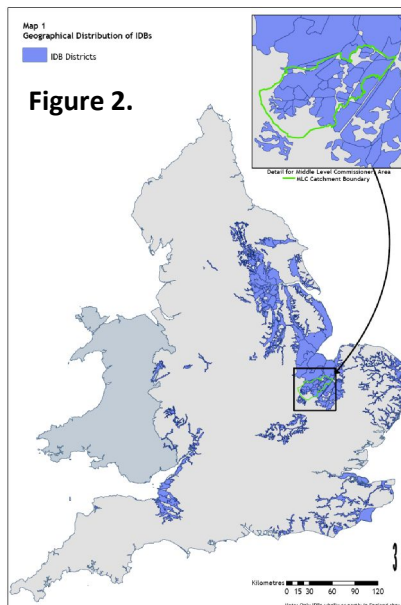 Map 1
Geographical Distribution of IDBs
IDB Districts
Figure 2.
Detail for Middle Level Commissioners Area
MLC Catchment Boundary
Kilometres
0 15 30 60 90 120